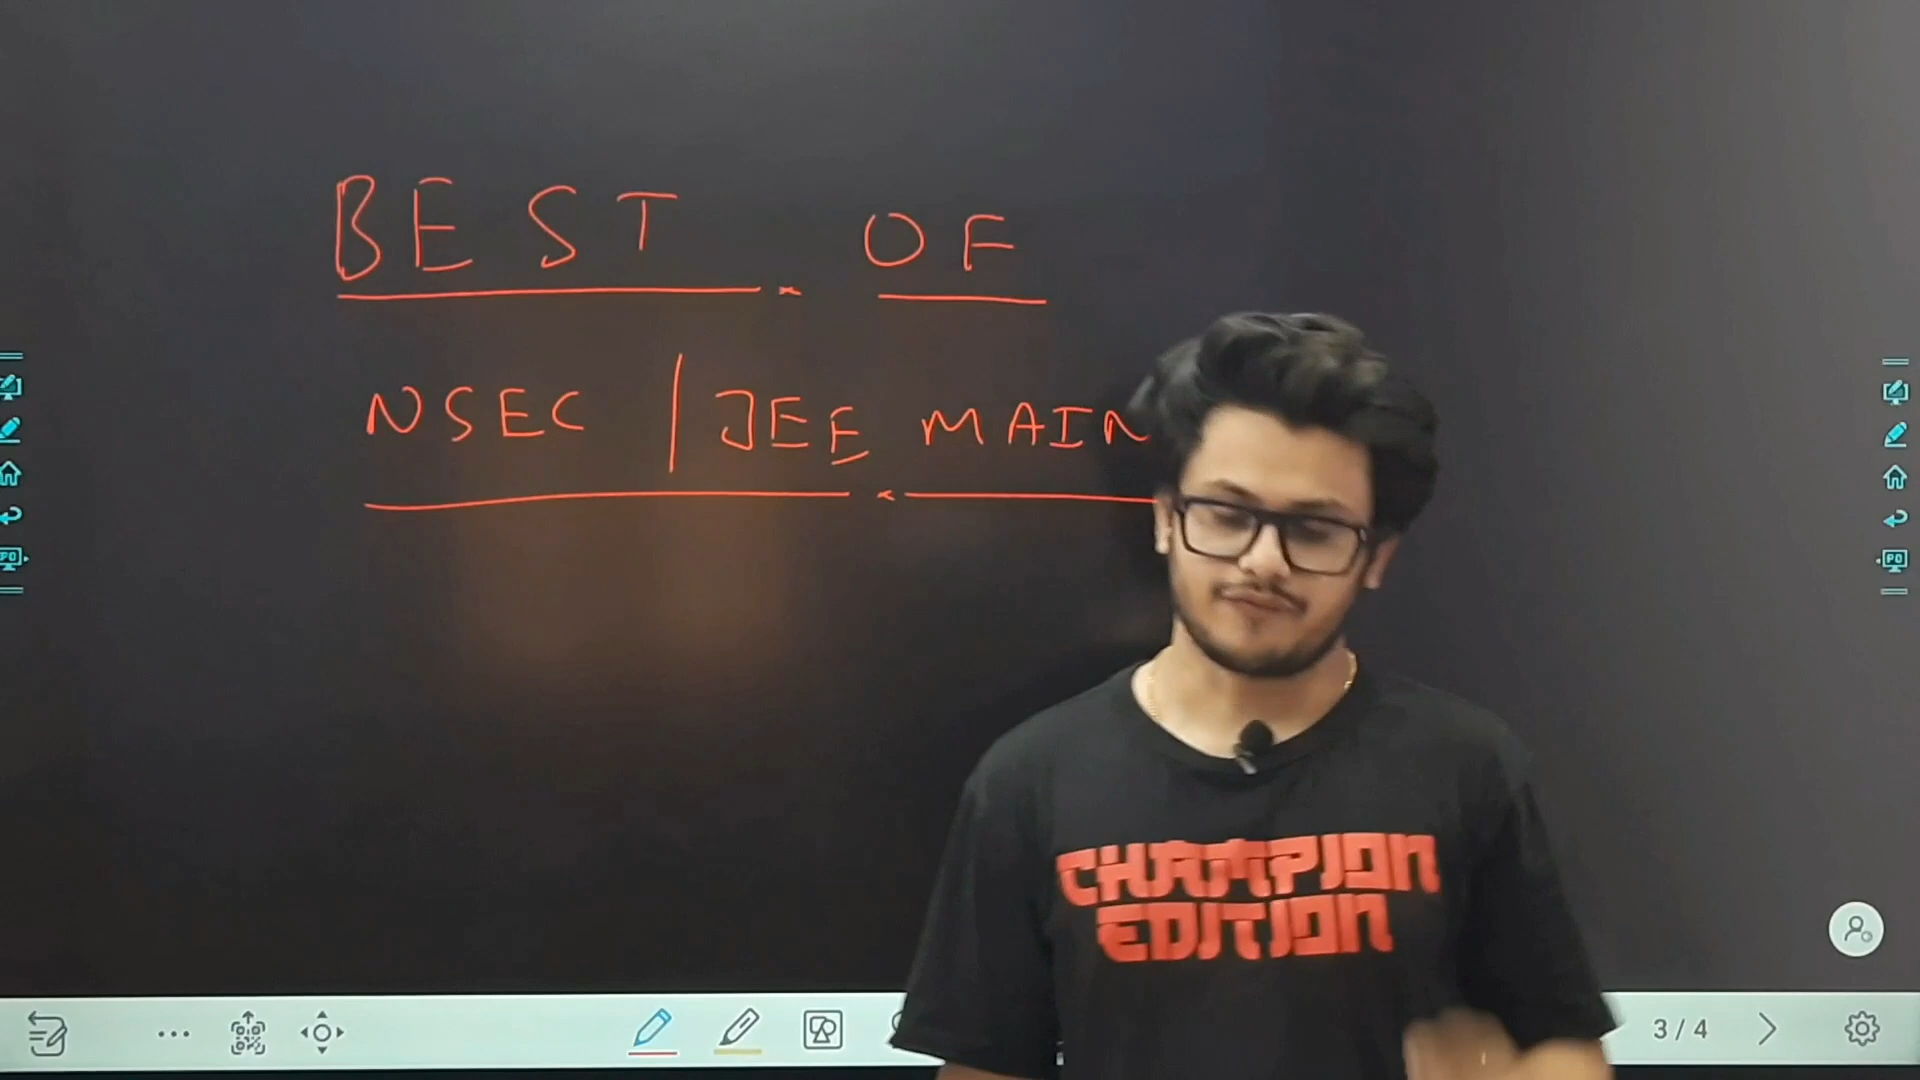 BEST OF
NSEC | JEE MAIN
CHAMPION
EDITION
3/4